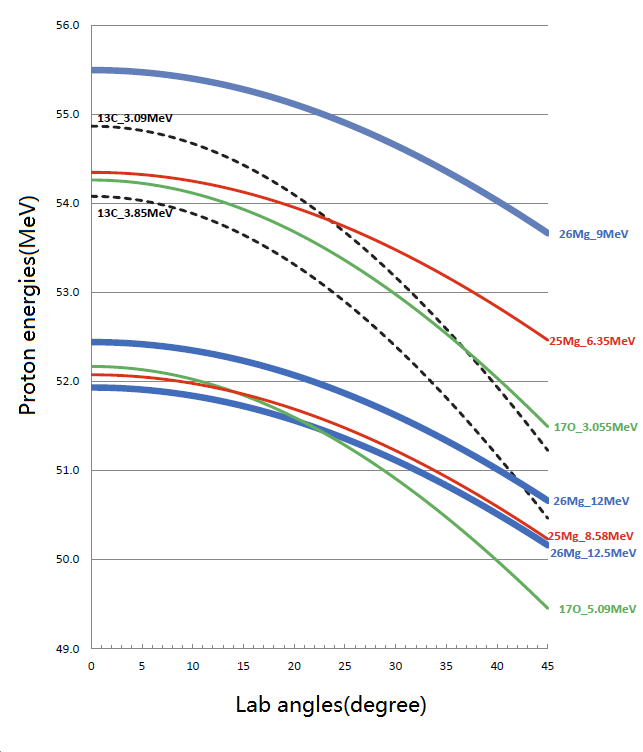 56.0
55.0
13C_3.09MeV
54.0
13C_3.85MeV
26Mg_9MeV
53.0
25Mg_6.35MeV
52.0
17O_3.055MeV
51.0
26Mg_12MeV
25Mg_8.58MeV
26Mg_12.5MeV
50.0
17O_5.09MeV
49.0
0 5 10 15 20 25 30 35 40 45
Proton energies(MeV)
Lab angles(degree)